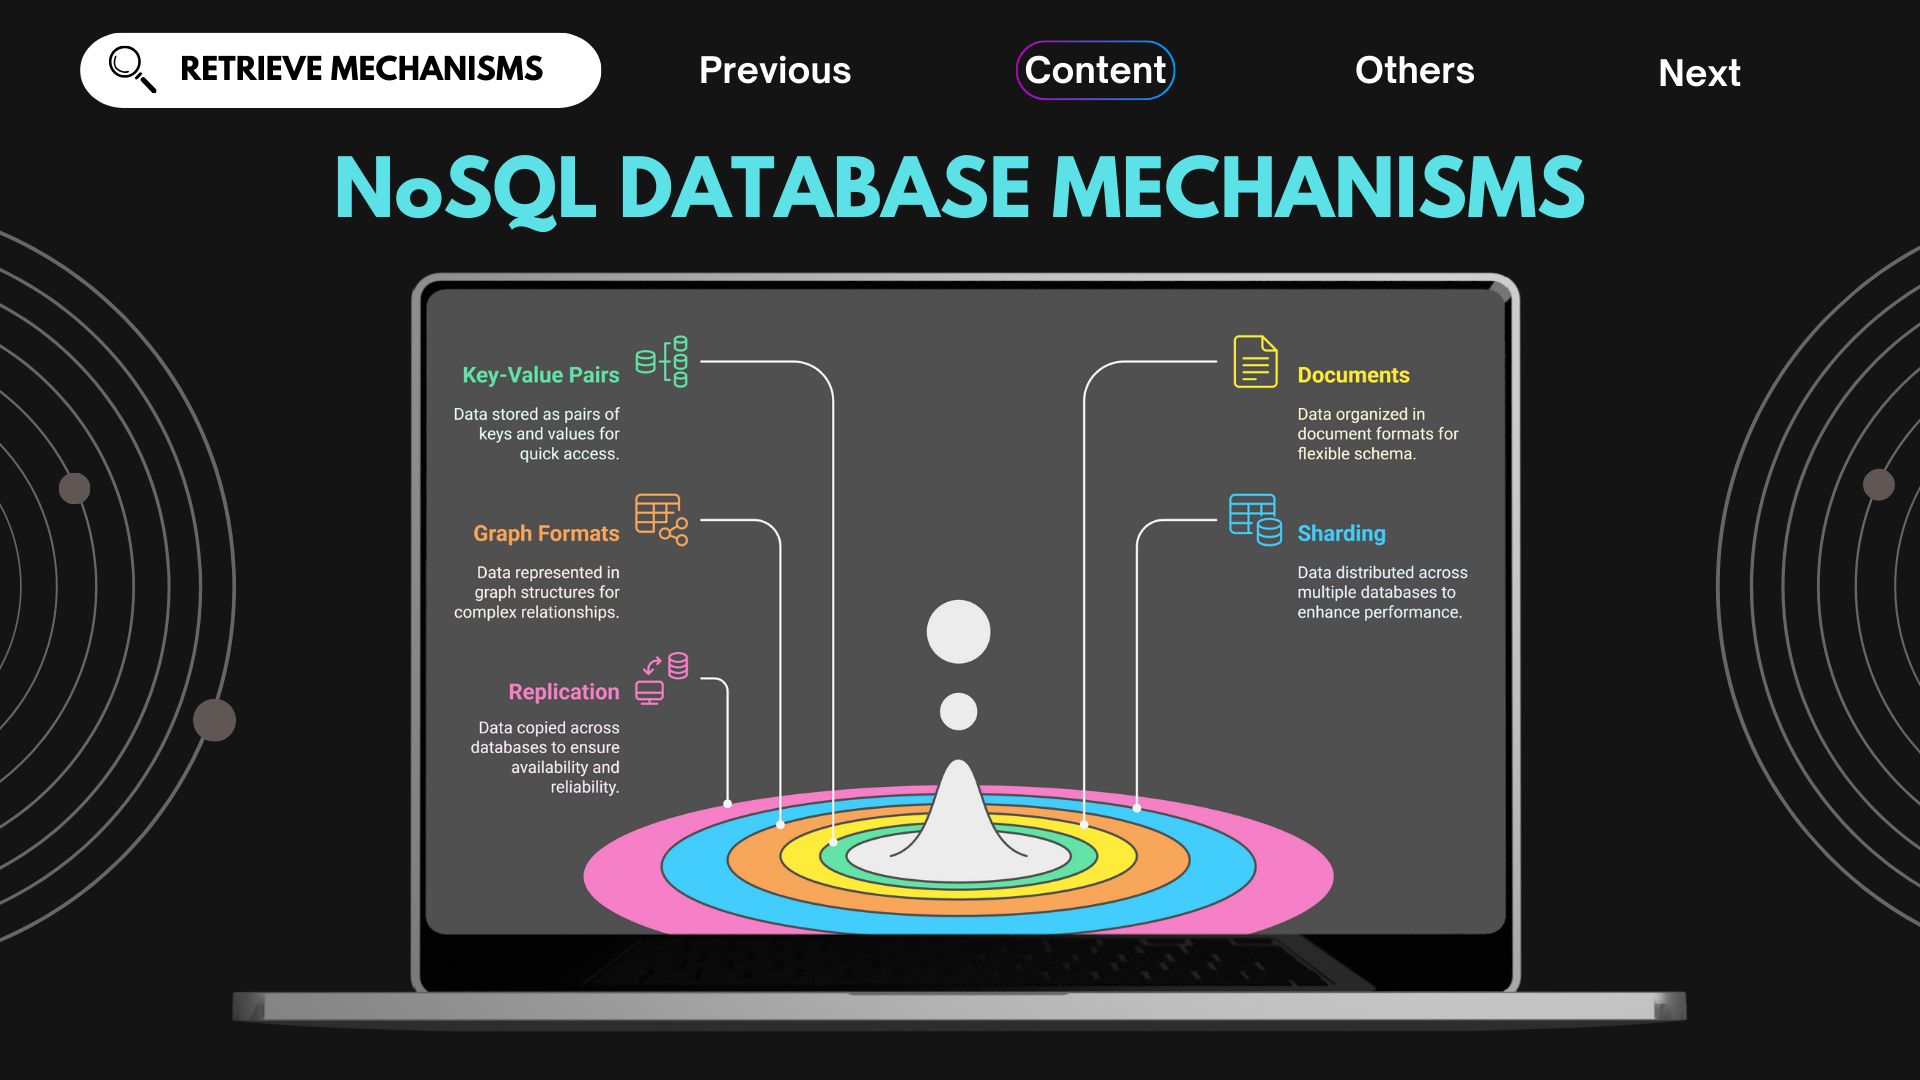 RETRIEVE MECHANISMS
Previous
Content
Others
Next
NoSQL DATABASE MECHANISMS
Key-Value Pairs
Data stored as pairs of
keys and values for
quick access.
Graph Formats
Data represented in
graph structures for
complex relationships.
Replication
Data copied across
databases to ensure
availability and
reliability.
Documents
Data organized in
document formats for
flexible schema.
Sharding
Data distributed across
multiple databases to
enhance performance.